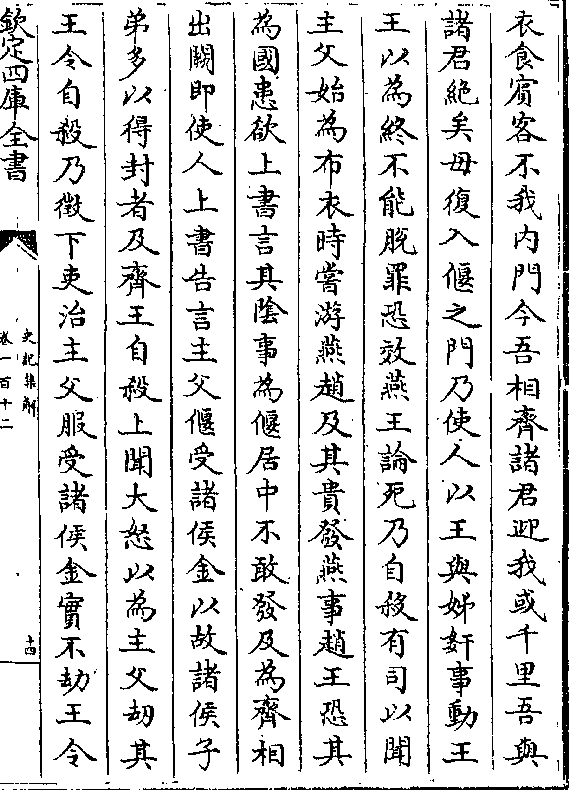 衣食賓客不我内門今吾相齊諸君迎我或千里吾與
諸君絶矣毋復入偃之門乃使人以王與姊奸事動王
王以為終不能脫罪恐效燕王論死乃自殺有司以聞
主父始為布衣時嘗游燕趙及其貴發燕事趙王恐其
為國患欲上書言其陰事為偃居中不敢發及為齊相
出關即使人上書告言主父偃受諸侯金以故諸侯子
弟多以得封者及齊王自殺上聞大怒以為主父劫其
王令自殺乃徵下吏治主父服受諸侯金實不劫王令
欽定四庫全書
史記集解
卷一百十二
十四